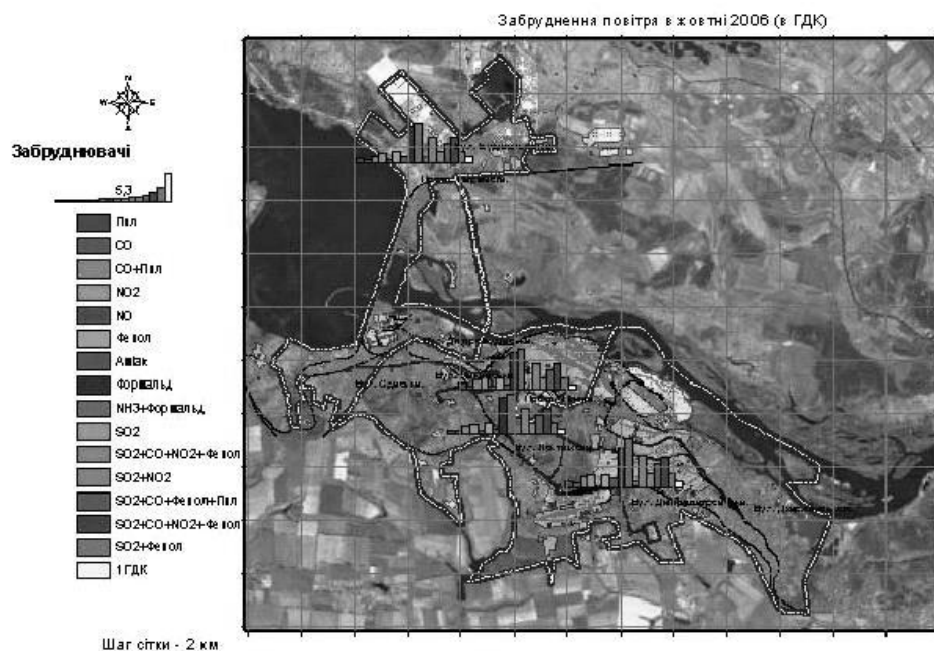 Забруднення повітря в жовтні 2006 (в ГДК)
N
W E
S
Забруднювачі
5,3
Пил
CO
CO+Пил
NO2
NO
Фенол
Аміак
Формальд
NH3+Формальд
SO2
SO2+CO+NO2+Фенол
SO2+NO2
SO2+CO+Фенол+Пил
SO2+CO+NO2+Фенол
SO2+Фенол
1 ГДК
Шаг сітки - 2 км